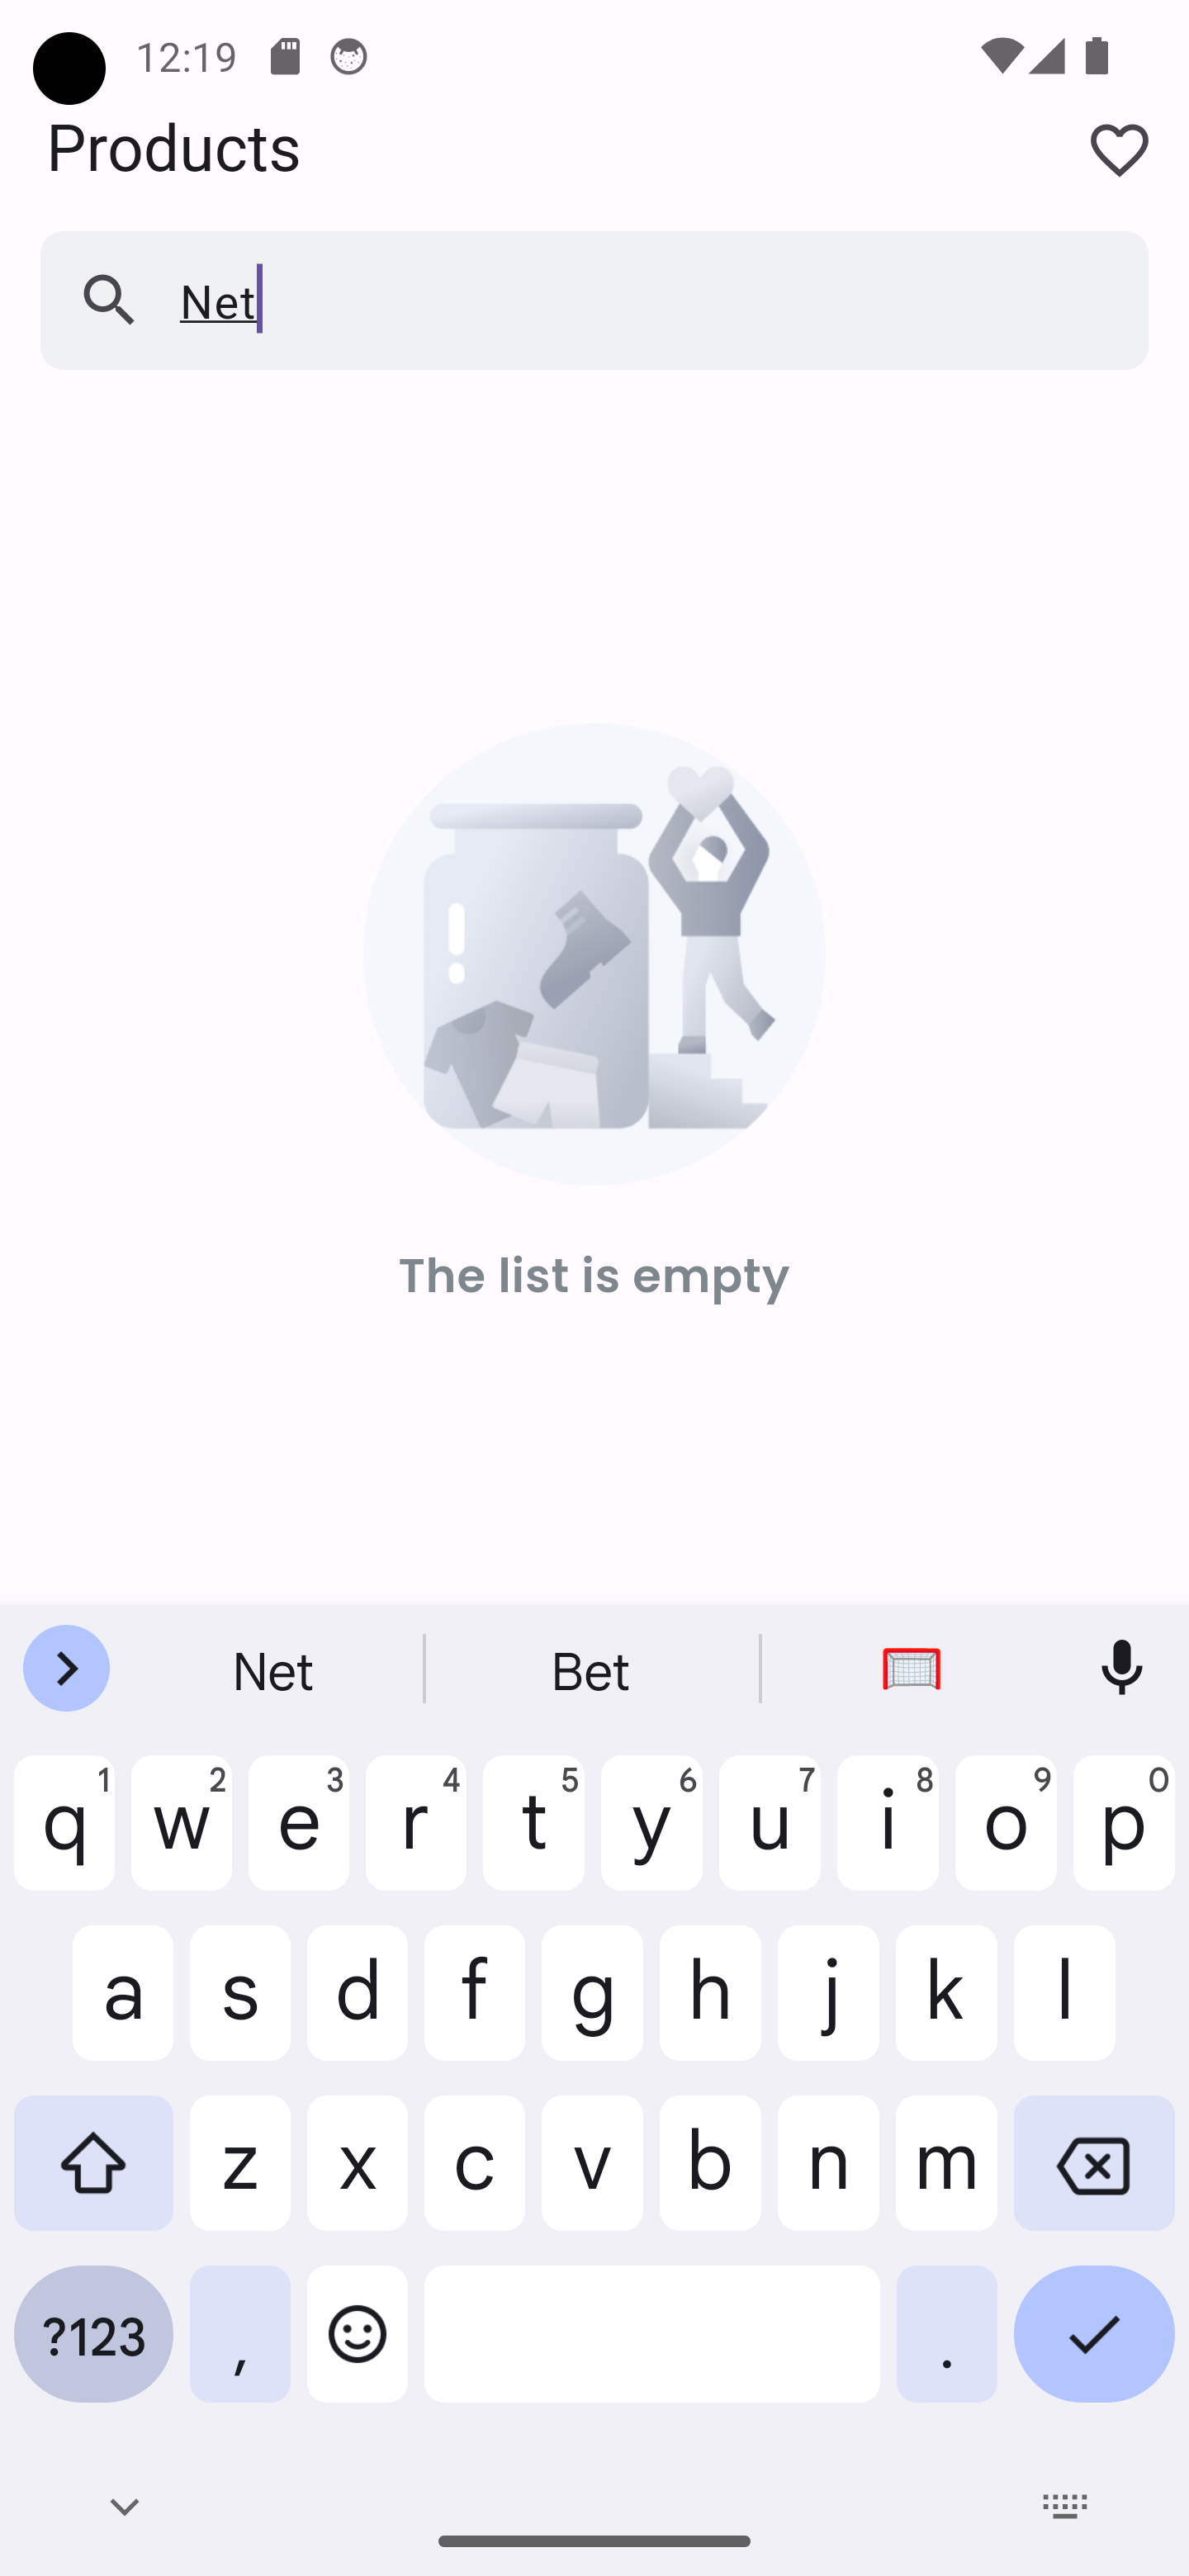 12:19
Products
Net
The list is empty
Net Bet
q1 w2 e3 r4 t5 y6 u7 i8 o9 p0
a s d f g h j k l
z x c v b n m
?123 , .